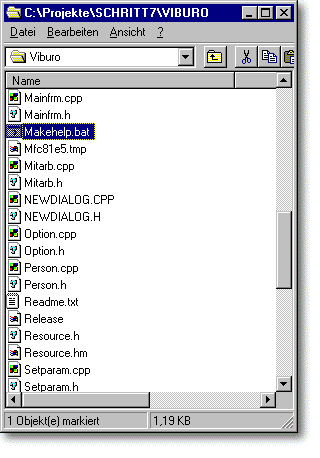 C:\Projekte\SCHRITT7\VIBURO
Datei Bearbeiten Ansicht ?
Viburo
Name
Mainfrm.cpp
Mainfrm.h
Makehelp.bat
Mfc81e5.tmp
Mitarb.cpp
Mitarb.h
NEWDIALOG.CPP
NEWDIALOG.H
Option.cpp
Option.h
Person.cpp
Person.h
Readme.txt
Release
Resource.h
Resource.hm
Setparam.cpp
Setparam.h
1 Objekt(e) markiert 1,19 KB